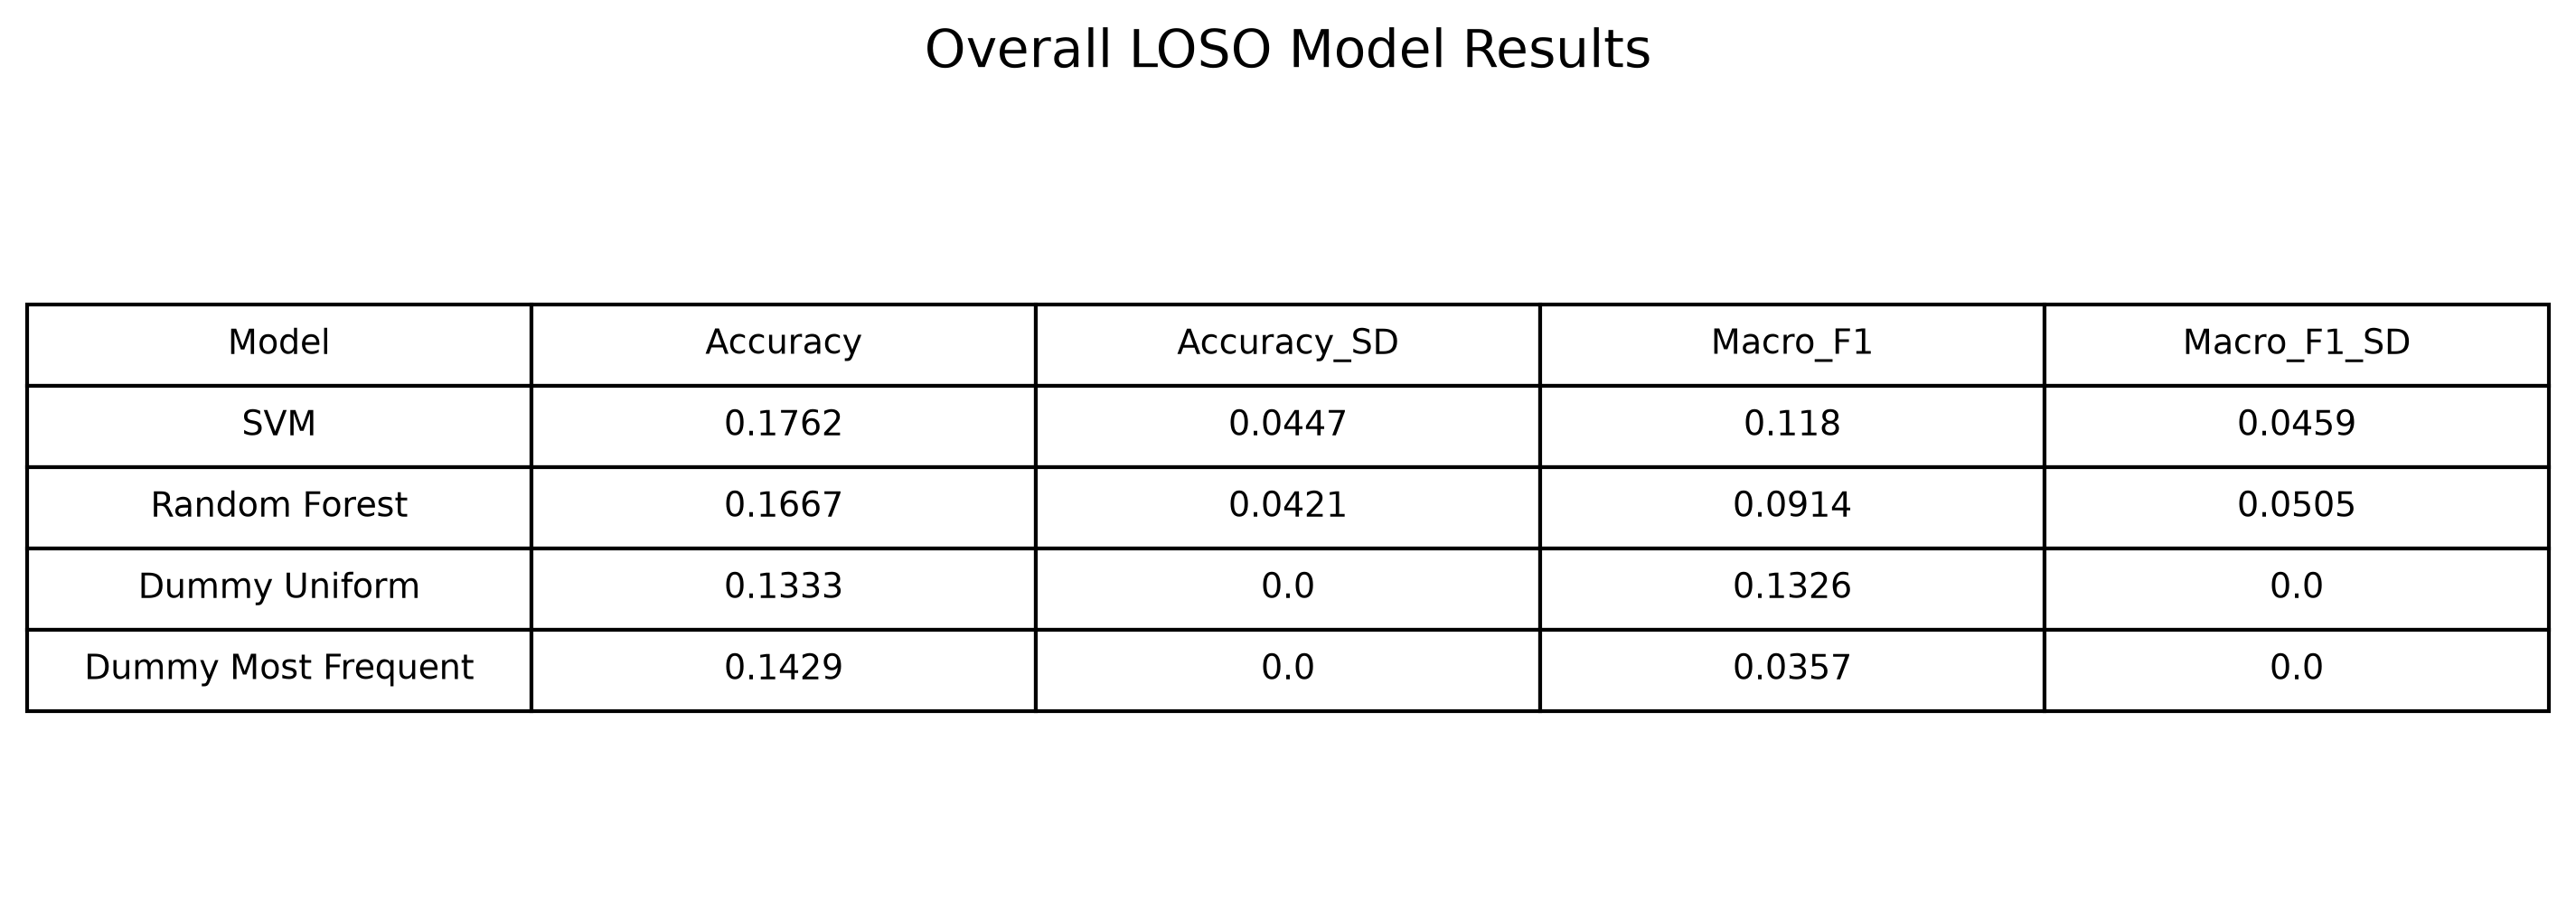 Overall LOSO Model Results
Model Accuracy Accuracy_SD Macro_F1 Macro_F1_SD
SVM 0.1762 0.0447 0.118 0.0459
Random Forest 0.1667 0.0421 0.0914 0.0505
Dummy Uniform 0.1333 0.0 0.1326 0.0
Dummy Most Frequent 0.1429 0.0 0.0357 0.0